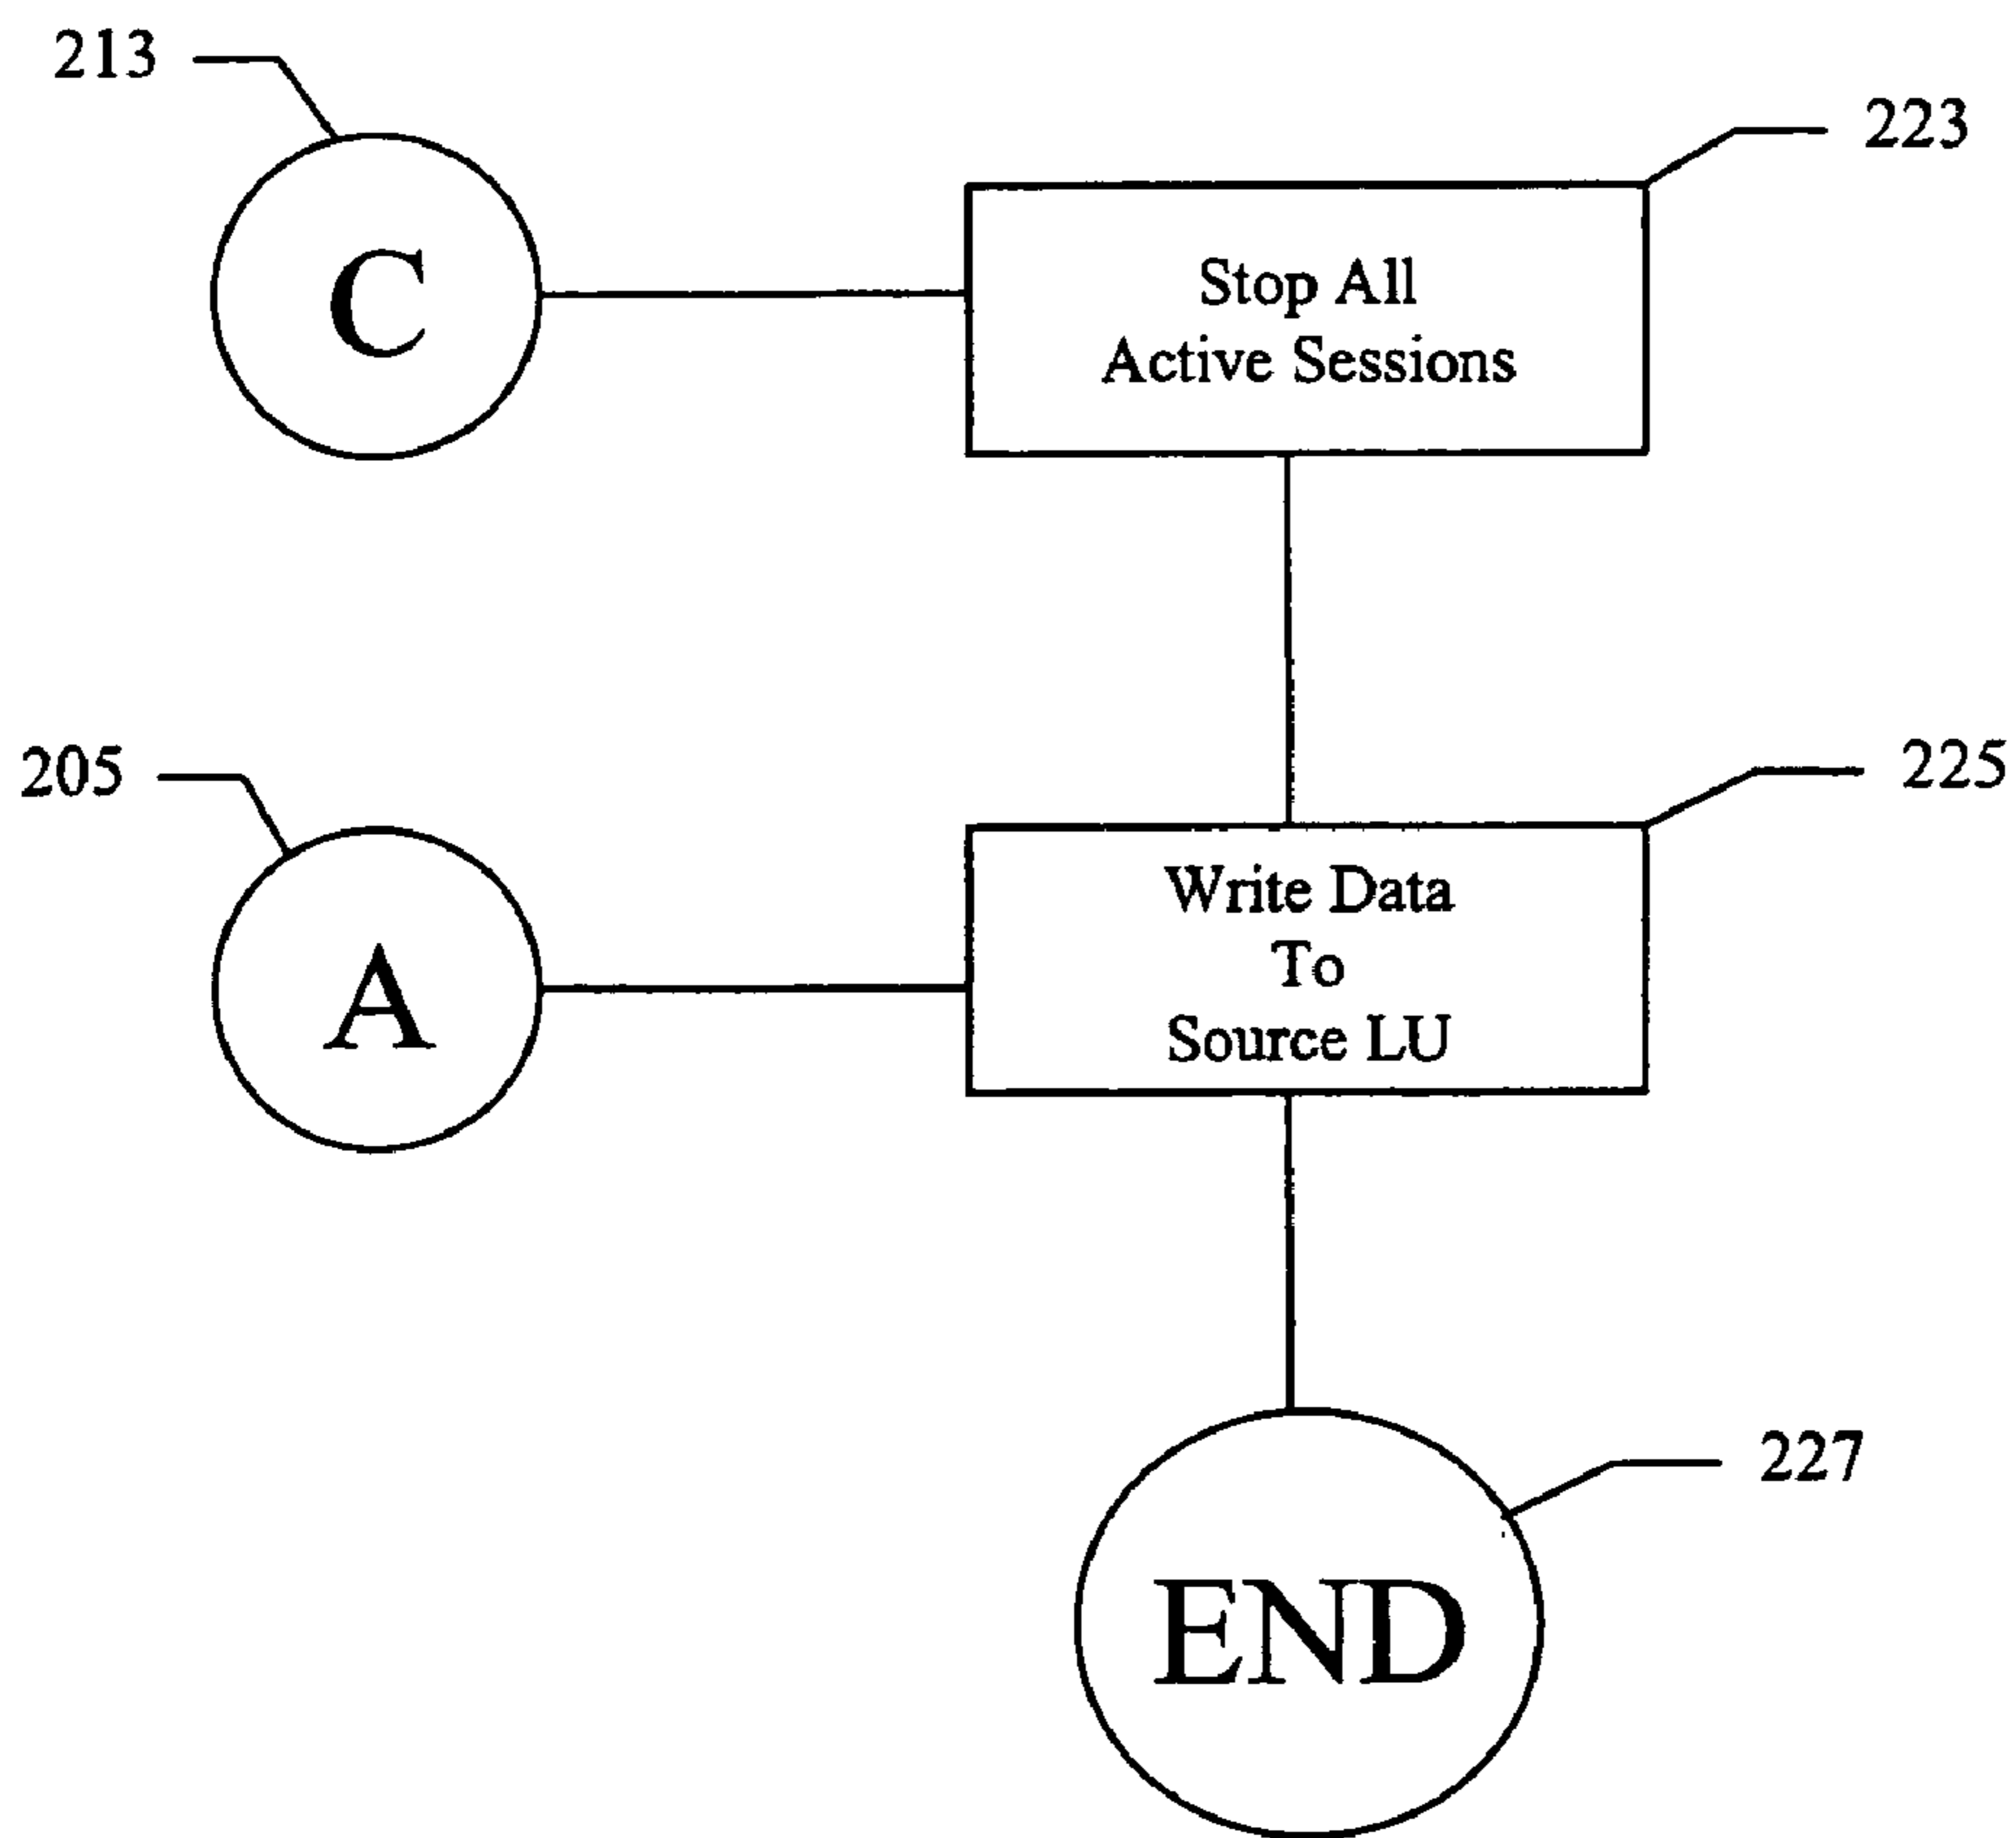 213
223
C
Stop All
Active Sessions
205
225
A
Write Data
To
Source LU
227
END